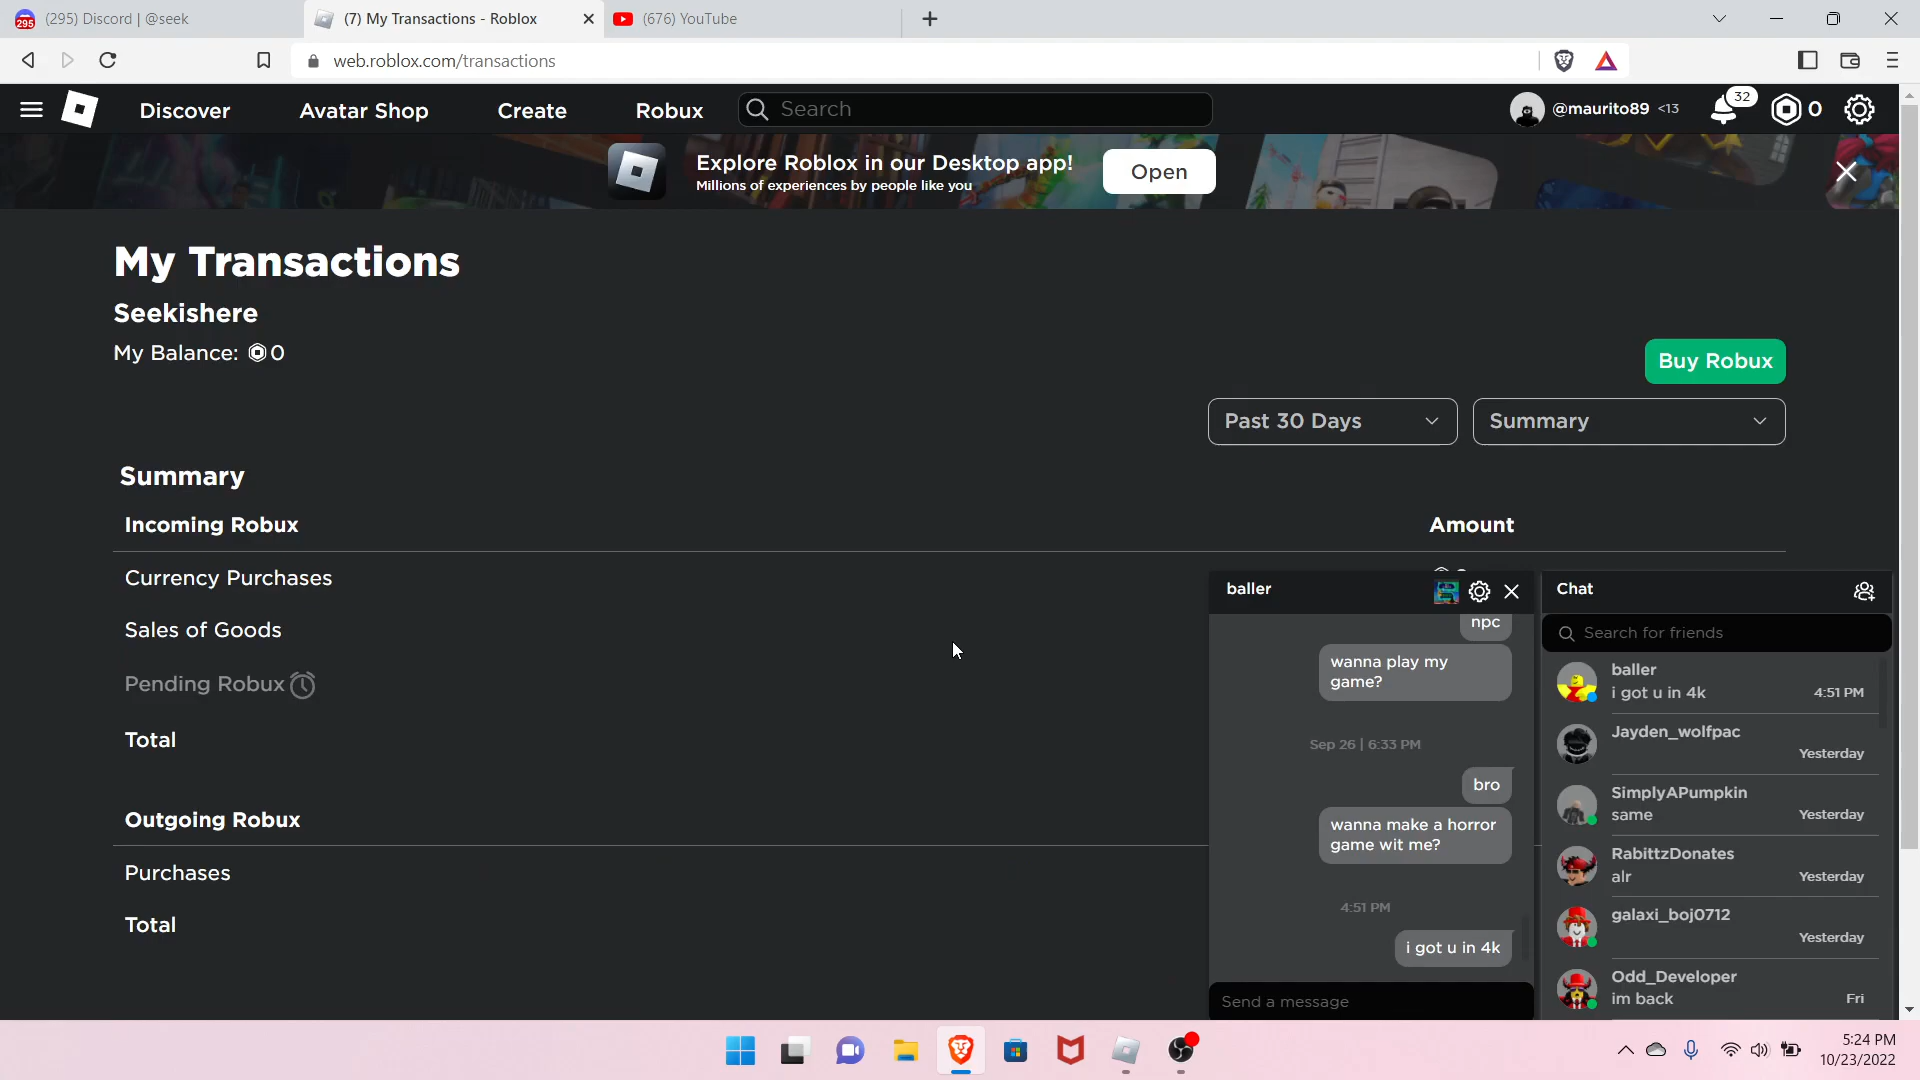 295
(295) Discord | @seek
(7) My Transactions - Roblox
(676) YouTube
web.roblox.com/transactions
Discover
Avatar Shop
Create
Robux
Search
@maurito89 <13
32
0
Explore Roblox in our Desktop app!
Millions of experiences by people like you
Open
My Transactions
Seekishere
My Balance: 0
Buy Robux
Past 30 Days
Summary
Summary
Incoming Robux
Amount
Currency Purchases
Sales of Goods
Pending Robux
Total
Outgoing Robux
Purchases
Total
baller
npc
wanna play my
game?
Sep 26 | 6:33 PM
bro
wanna make a horror
game wit me?
4:51 PM
i got u in 4k
Send a message
Chat
Search for friends
baller
i got u in 4k
4:51 PM
Jayden_wolfpac
Yesterday
SimplyAPumpkin
same
Yesterday
RabittzDonates
alr
Yesterday
galaxi_boj0712
Yesterday
Odd_Developer
im back
Fri
5:24 PM
10/23/2022